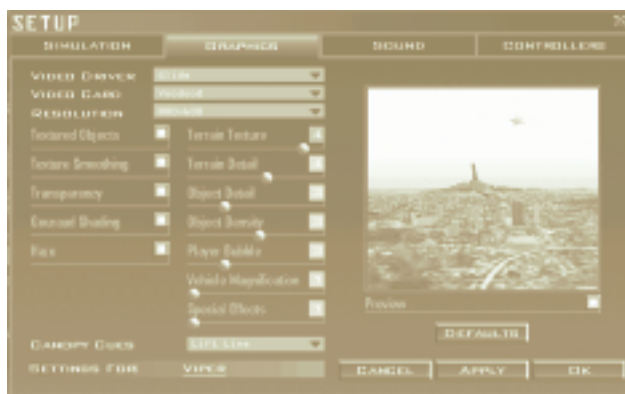 SETUP
SIMULATION GRAPHICS SOUND CONTROLLERS
VIDEO DRIVER
VIDEO CARD
RESOLUTION
Textured Objects Terrain Texture 4
Texture Smoothing Terrain Detail
Transparency Object Detail
Gouraud Shading Object Density
Haze Player Bubble
Vehicle Magnification
Special Effects
Preview
DEFAULTS
CANOPY CUES
SETTINGS FOR VIPER CANCEL APPLY OK